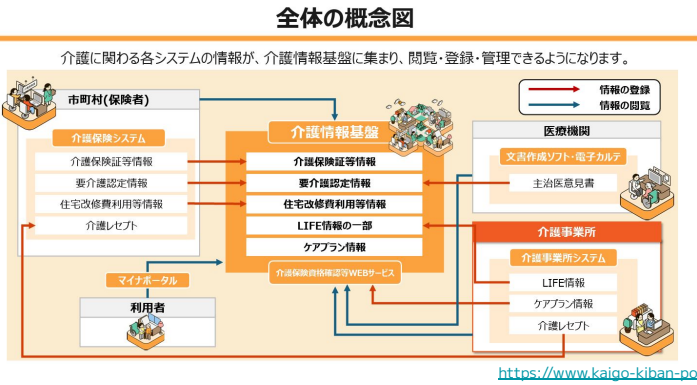 全体の概念図
介護に関わる各システムの情報が、介護情報基盤に集まり、閲覧・登録・管理できるようになります。
情報の登録
情報の閲覧
市町村(保険者)
介護保険システム
介護保険証等情報
要介護認定情報
住宅改修費利用等情報
介護レセプト
介護情報基盤
介護保険証等情報
要介護認定情報
住宅改修費利用等情報
LIFE情報の一部
ケアプラン情報
介護保険資格確認等WEBサービス
医療機関
文書作成ソフト・電子カルテ
主治医意見書
介護事業所
介護事業所システム
LIFE情報
ケアプラン情報
介護レセプト
マイナポータル
利用者
https://www.kaigo-kiban-po